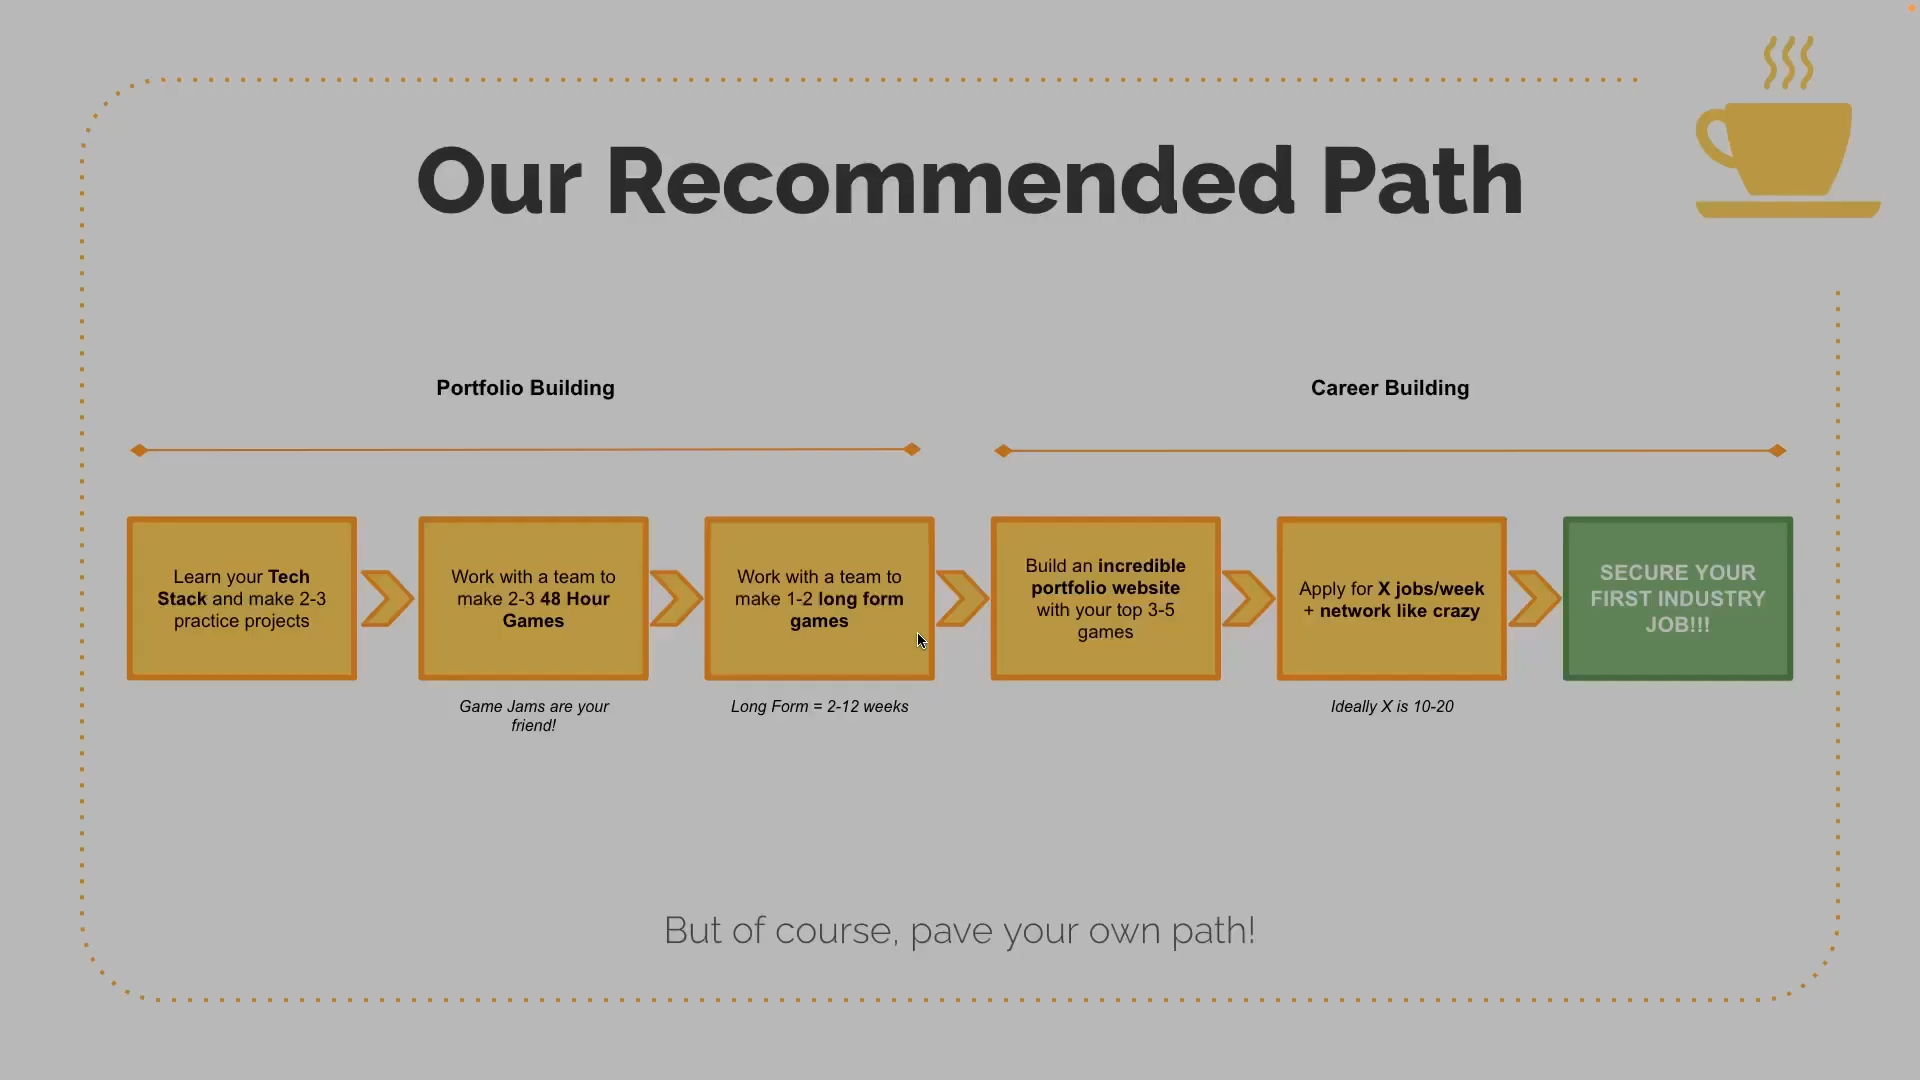 Our Recommended Path
Portfolio Building
Career Building
Learn your Tech
Stack and make 2-3
practice projects
Work with a team to
make 2-3 48 Hour
Games
Work with a team to
make 1-2 long form
games
Build an incredible
portfolio website
with your top 3-5
games
Apply for X jobs/week
+ network like crazy
SECURE YOUR
FIRST INDUSTRY
JOB!!!
Game Jams are your
friend!
Long Form = 2-12 weeks
Ideally X is 10-20
But of course, pave your own path!